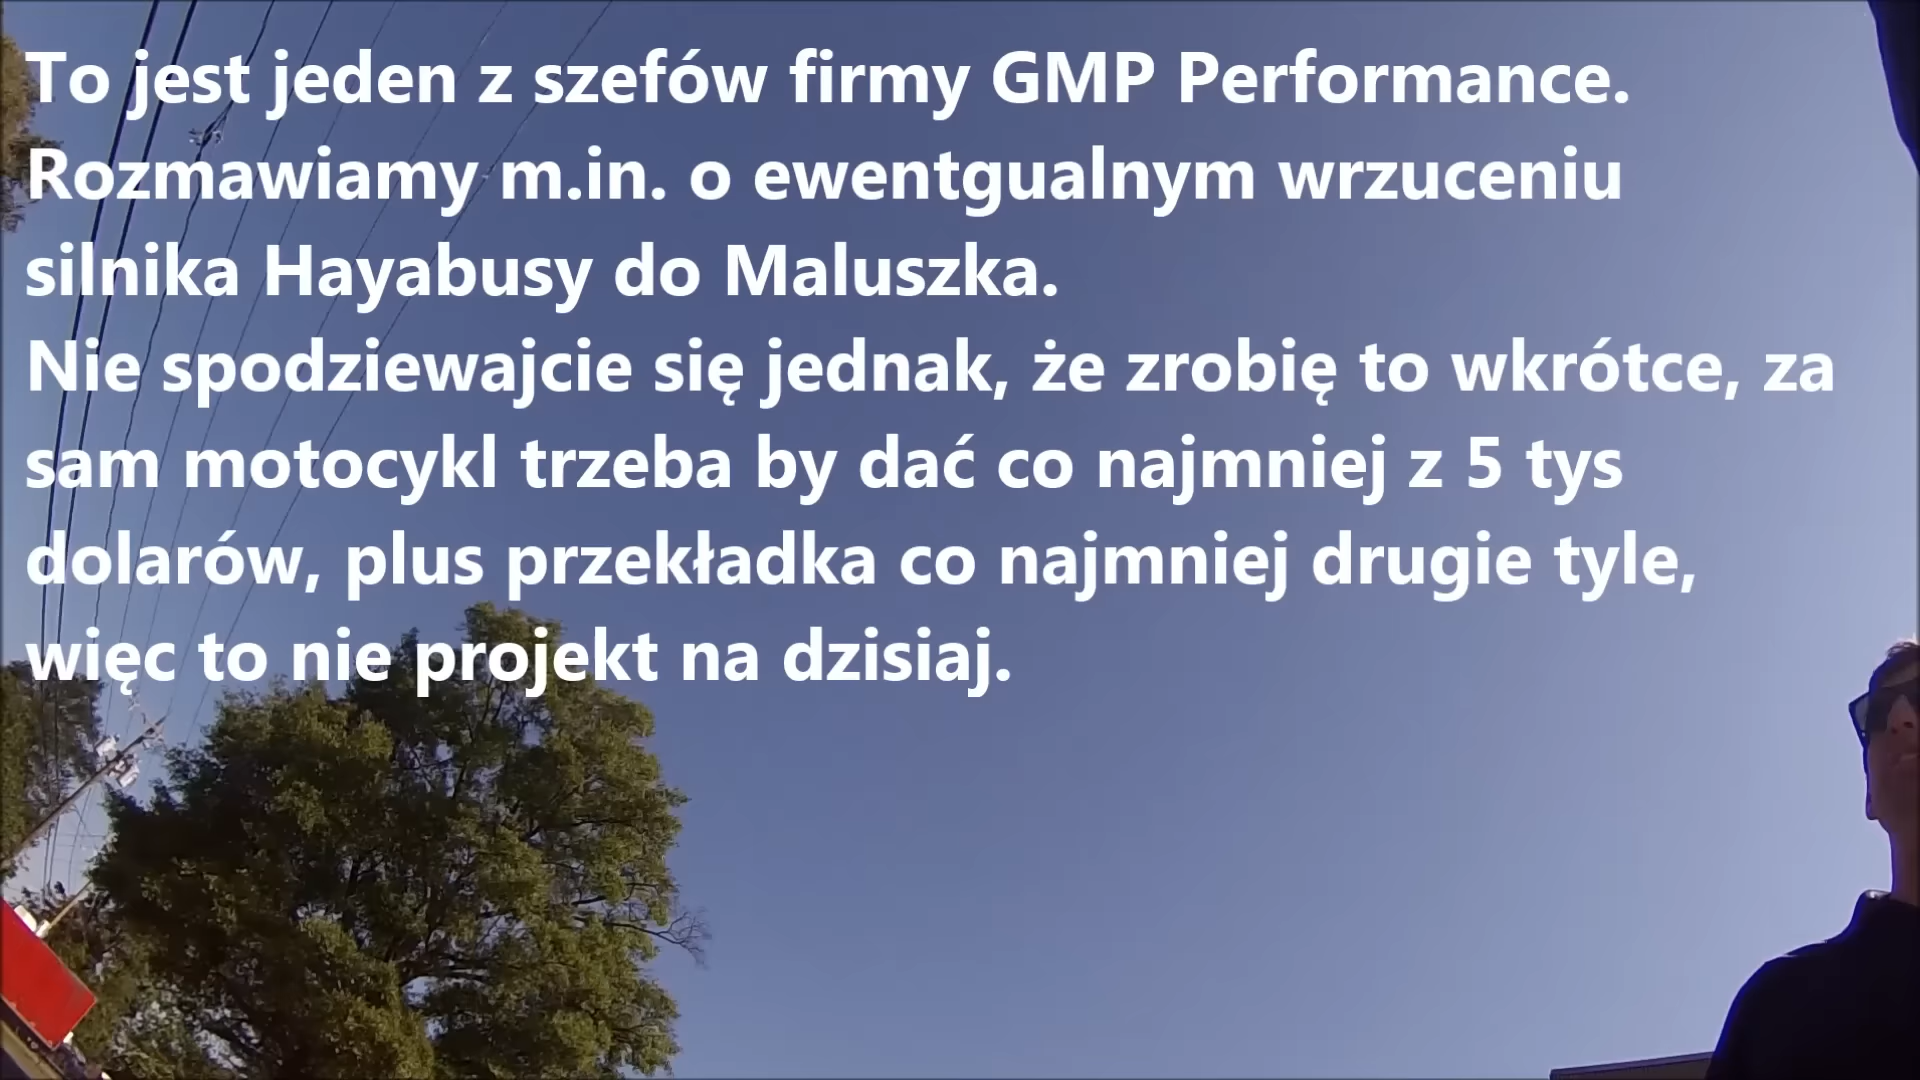 To jest jeden z szefów firmy GMP Performance.
Rozmawiamy m.in. o ewentgualnym wrzuceniu
silnika Hayabusy do Maluszka.
Nie spodziewajcie się jednak, że zrobię to wkrótce, za
sam motocykl trzeba by dać co najmniej z 5 tys
dolarów, plus przekładka co najmniej drugie tyle,
więc to nie projekt na dzisiaj.